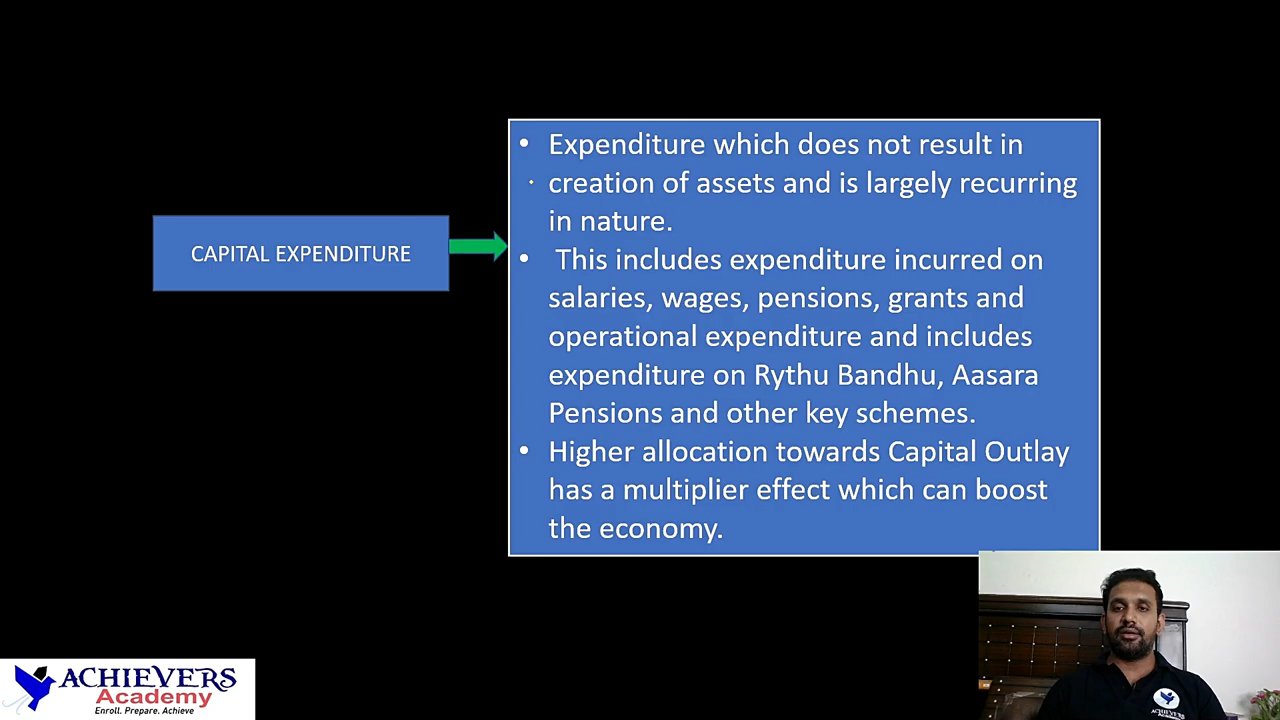 CAPITAL EXPENDITURE
• Expenditure which does not result in
creation of assets and is largely recurring
in nature.
• This includes expenditure incurred on
salaries, wages, pensions, grants and
operational expenditure and includes
expenditure on Rythu Bandhu, Aasara
Pensions and other key schemes.
• Higher allocation towards Capital Outlay
has a multiplier effect which can boost
the economy.
ACHIEVERS
Academy
Enroll. Prepare. Achieve
ACHIEVERS